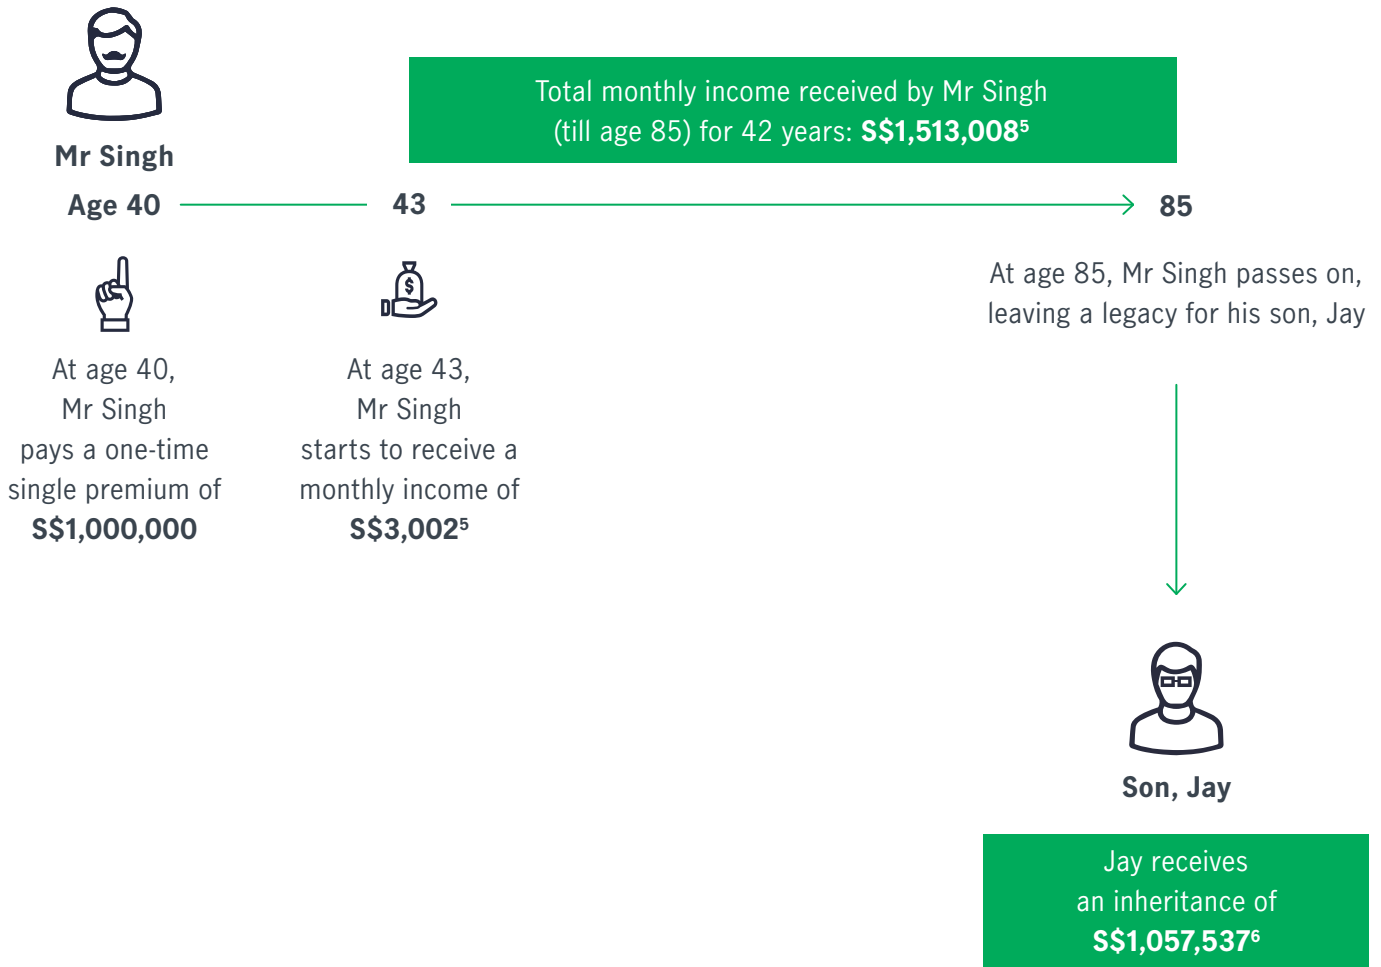 Mr Singh
Total monthly income received by Mr Singh
(till age 85) for 42 years: S$1,513,008⁵
Age 40
43
85
At age 40,
Mr Singh
pays a one-time
single premium of
S$1,000,000
$
At age 43,
Mr Singh
starts to receive a
monthly income of
S$3,002⁵
At age 85, Mr Singh passes on,
leaving a legacy for his son, Jay
Son, Jay
Jay receives
an inheritance of
S$1,057,537⁶